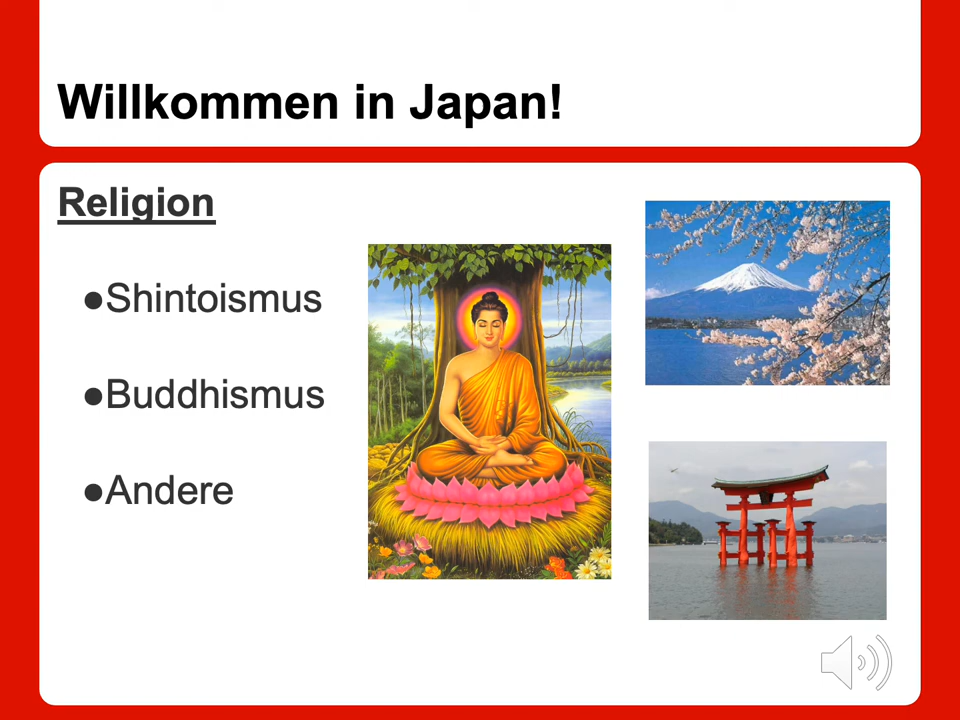 Willkommen in Japan!
Religion
●Shintoismus
●Buddhismus
●Andere